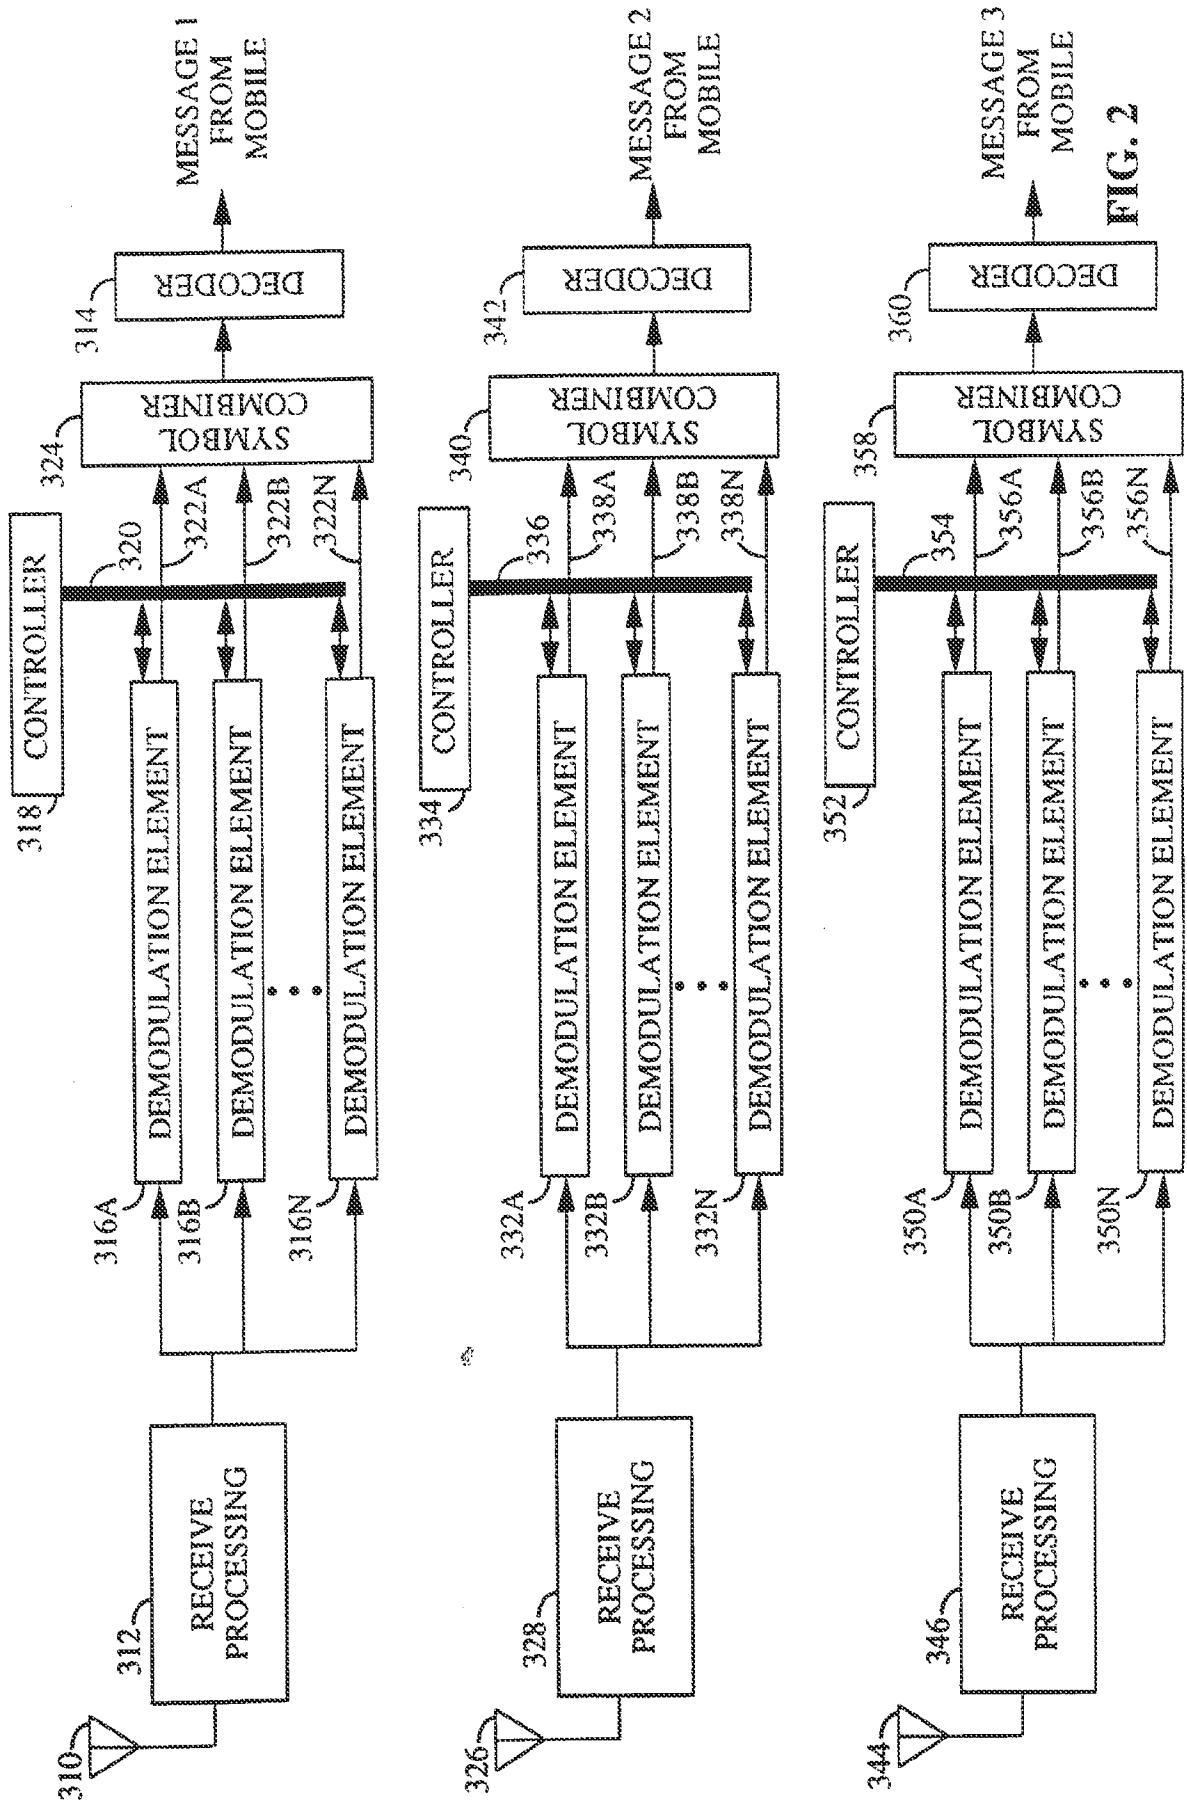 310
312
RECEIVE
PROCESSING
316A
316B
316N
DEMODULATION ELEMENT
DEMODULATION ELEMENT
DEMODULATION ELEMENT
318
CONTROLLER
320
322A
322B
322N
324
SYMBOL
COMBINER
314
DECODER
MESSAGE 1
FROM
MOBILE
326
328
RECEIVE
PROCESSING
332A
332B
332N
DEMODULATION ELEMENT
DEMODULATION ELEMENT
DEMODULATION ELEMENT
334
CONTROLLER
336
338A
338B
338N
340
SYMBOL
COMBINER
342
DECODER
MESSAGE 2
FROM
MOBILE
344
346
RECEIVE
PROCESSING
350A
350B
350N
DEMODULATION ELEMENT
DEMODULATION ELEMENT
DEMODULATION ELEMENT
352
CONTROLLER
354
356A
356B
356N
358
SYMBOL
COMBINER
360
DECODER
MESSAGE 3
FROM
MOBILE
FIG. 2